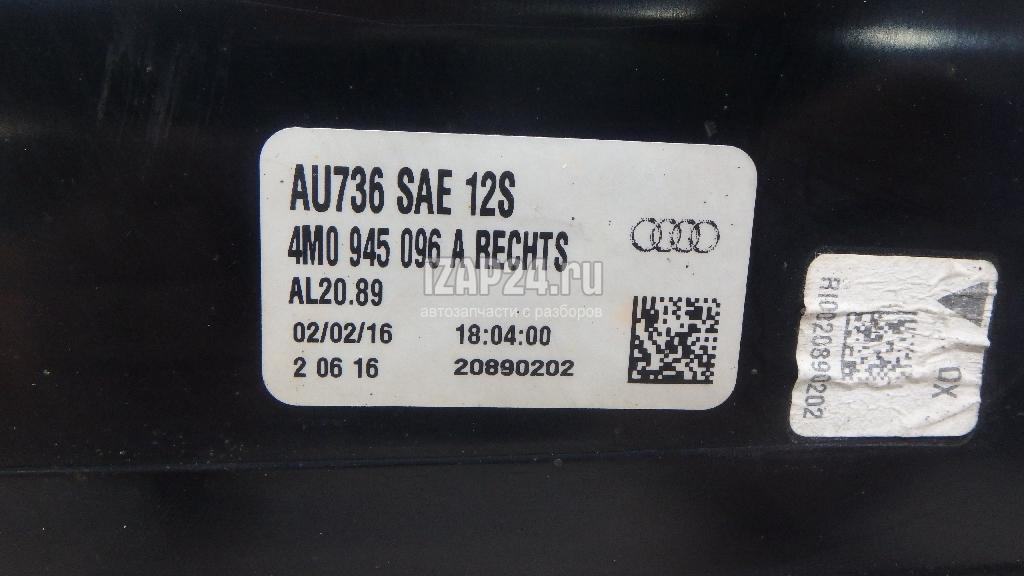 AU736 SAE 12S
4M0 945 096 A RECHTS
AL20.89
02/02/16 18:04:00
2 06 16 20890202
IZAP24.ru
автозапчасти с разборов
RI0020890202
DX